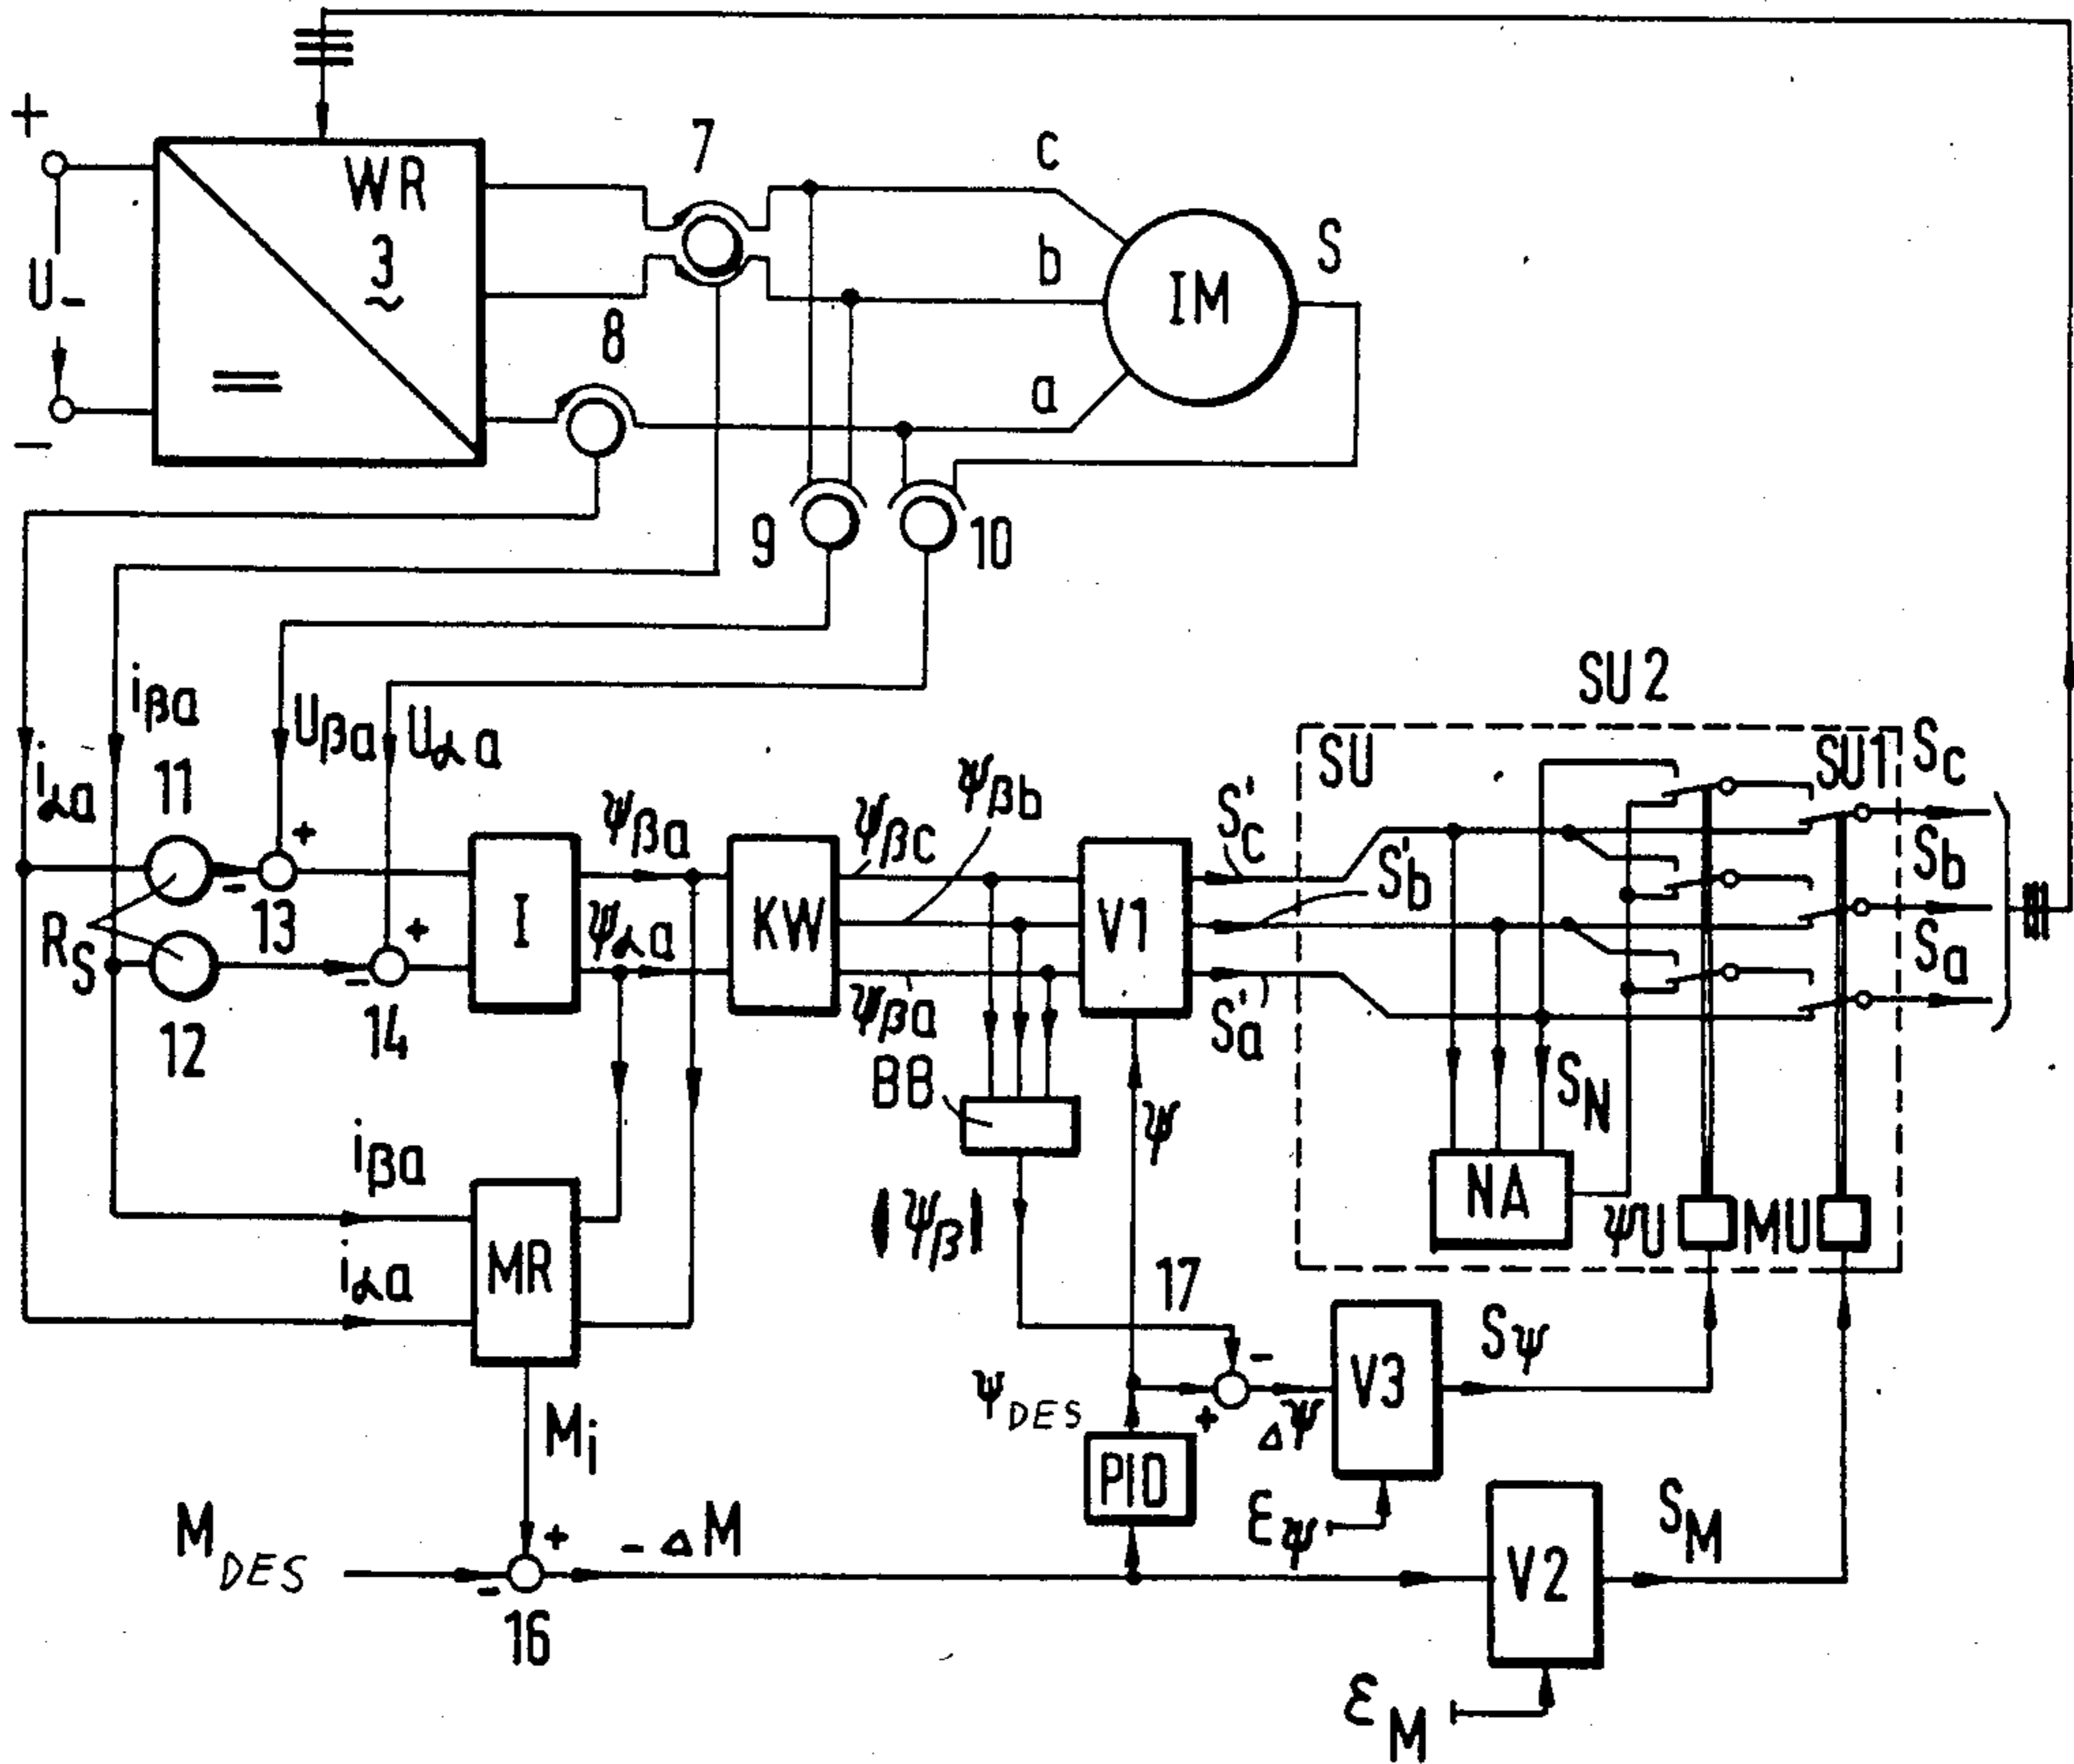 +
WR
3
~
=
U_
-
7
8
c
b
a
IM
S
9
10
iβa
Uβa
Uαa
iαa
11
+
-
13
RS
12
+
-
14
I
ψβa
ψαa
KW
ψβc
ψβb
ψβa
BB
V1
S'c
S'b
S'a
SU2
SU
SU1
Sc
Sb
Sa
SN
NA
ψU
MU
iβa
iαa
MR
Mi
|ψβ|
ψ
17
-
+
ψDES
Δψ
V3
Sψ
εψ
PID
MDES
+
-
16
-ΔM
V2
SM
εM